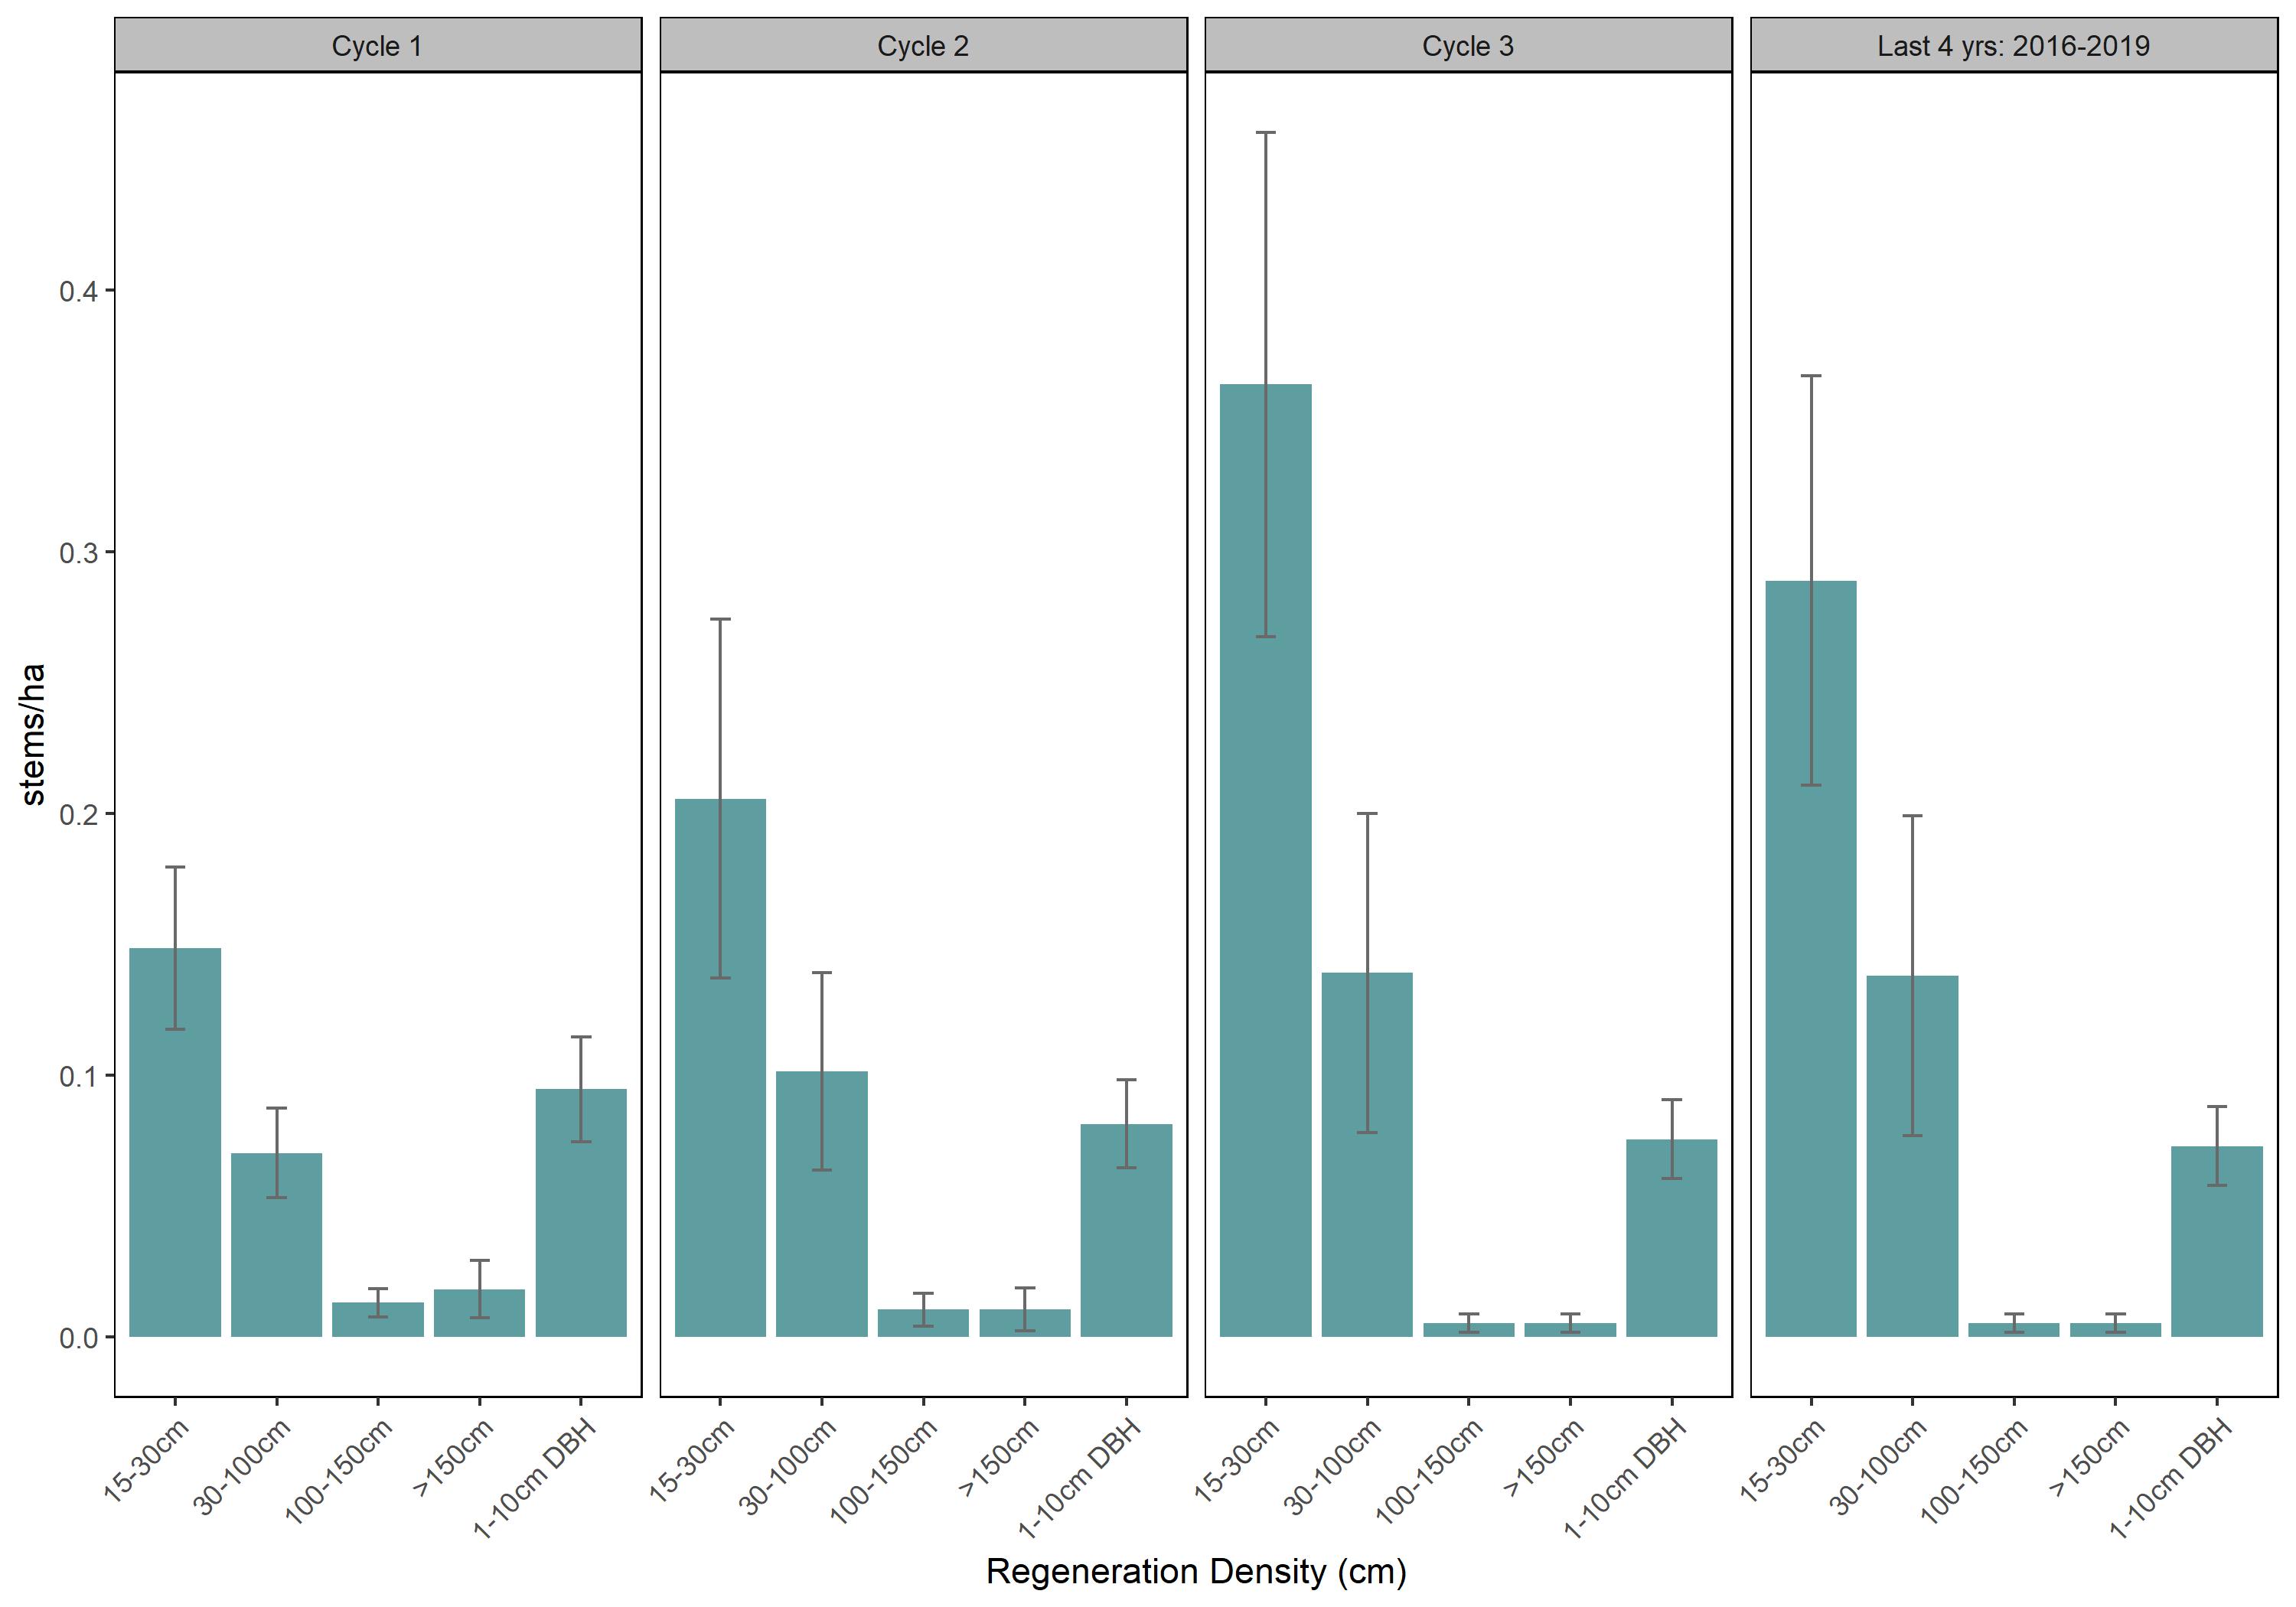 Cycle 1
Cycle 2
Cycle 3
Last 4 yrs: 2016-2019
stems/ha
0.4
0.3
0.2
0.1
0.0
15-30cm
30-100cm
100-150cm
>150cm
1-10cm DBH
15-30cm
30-100cm
100-150cm
>150cm
1-10cm DBH
15-30cm
30-100cm
100-150cm
>150cm
1-10cm DBH
15-30cm
30-100cm
100-150cm
>150cm
1-10cm DBH
Regeneration Density (cm)